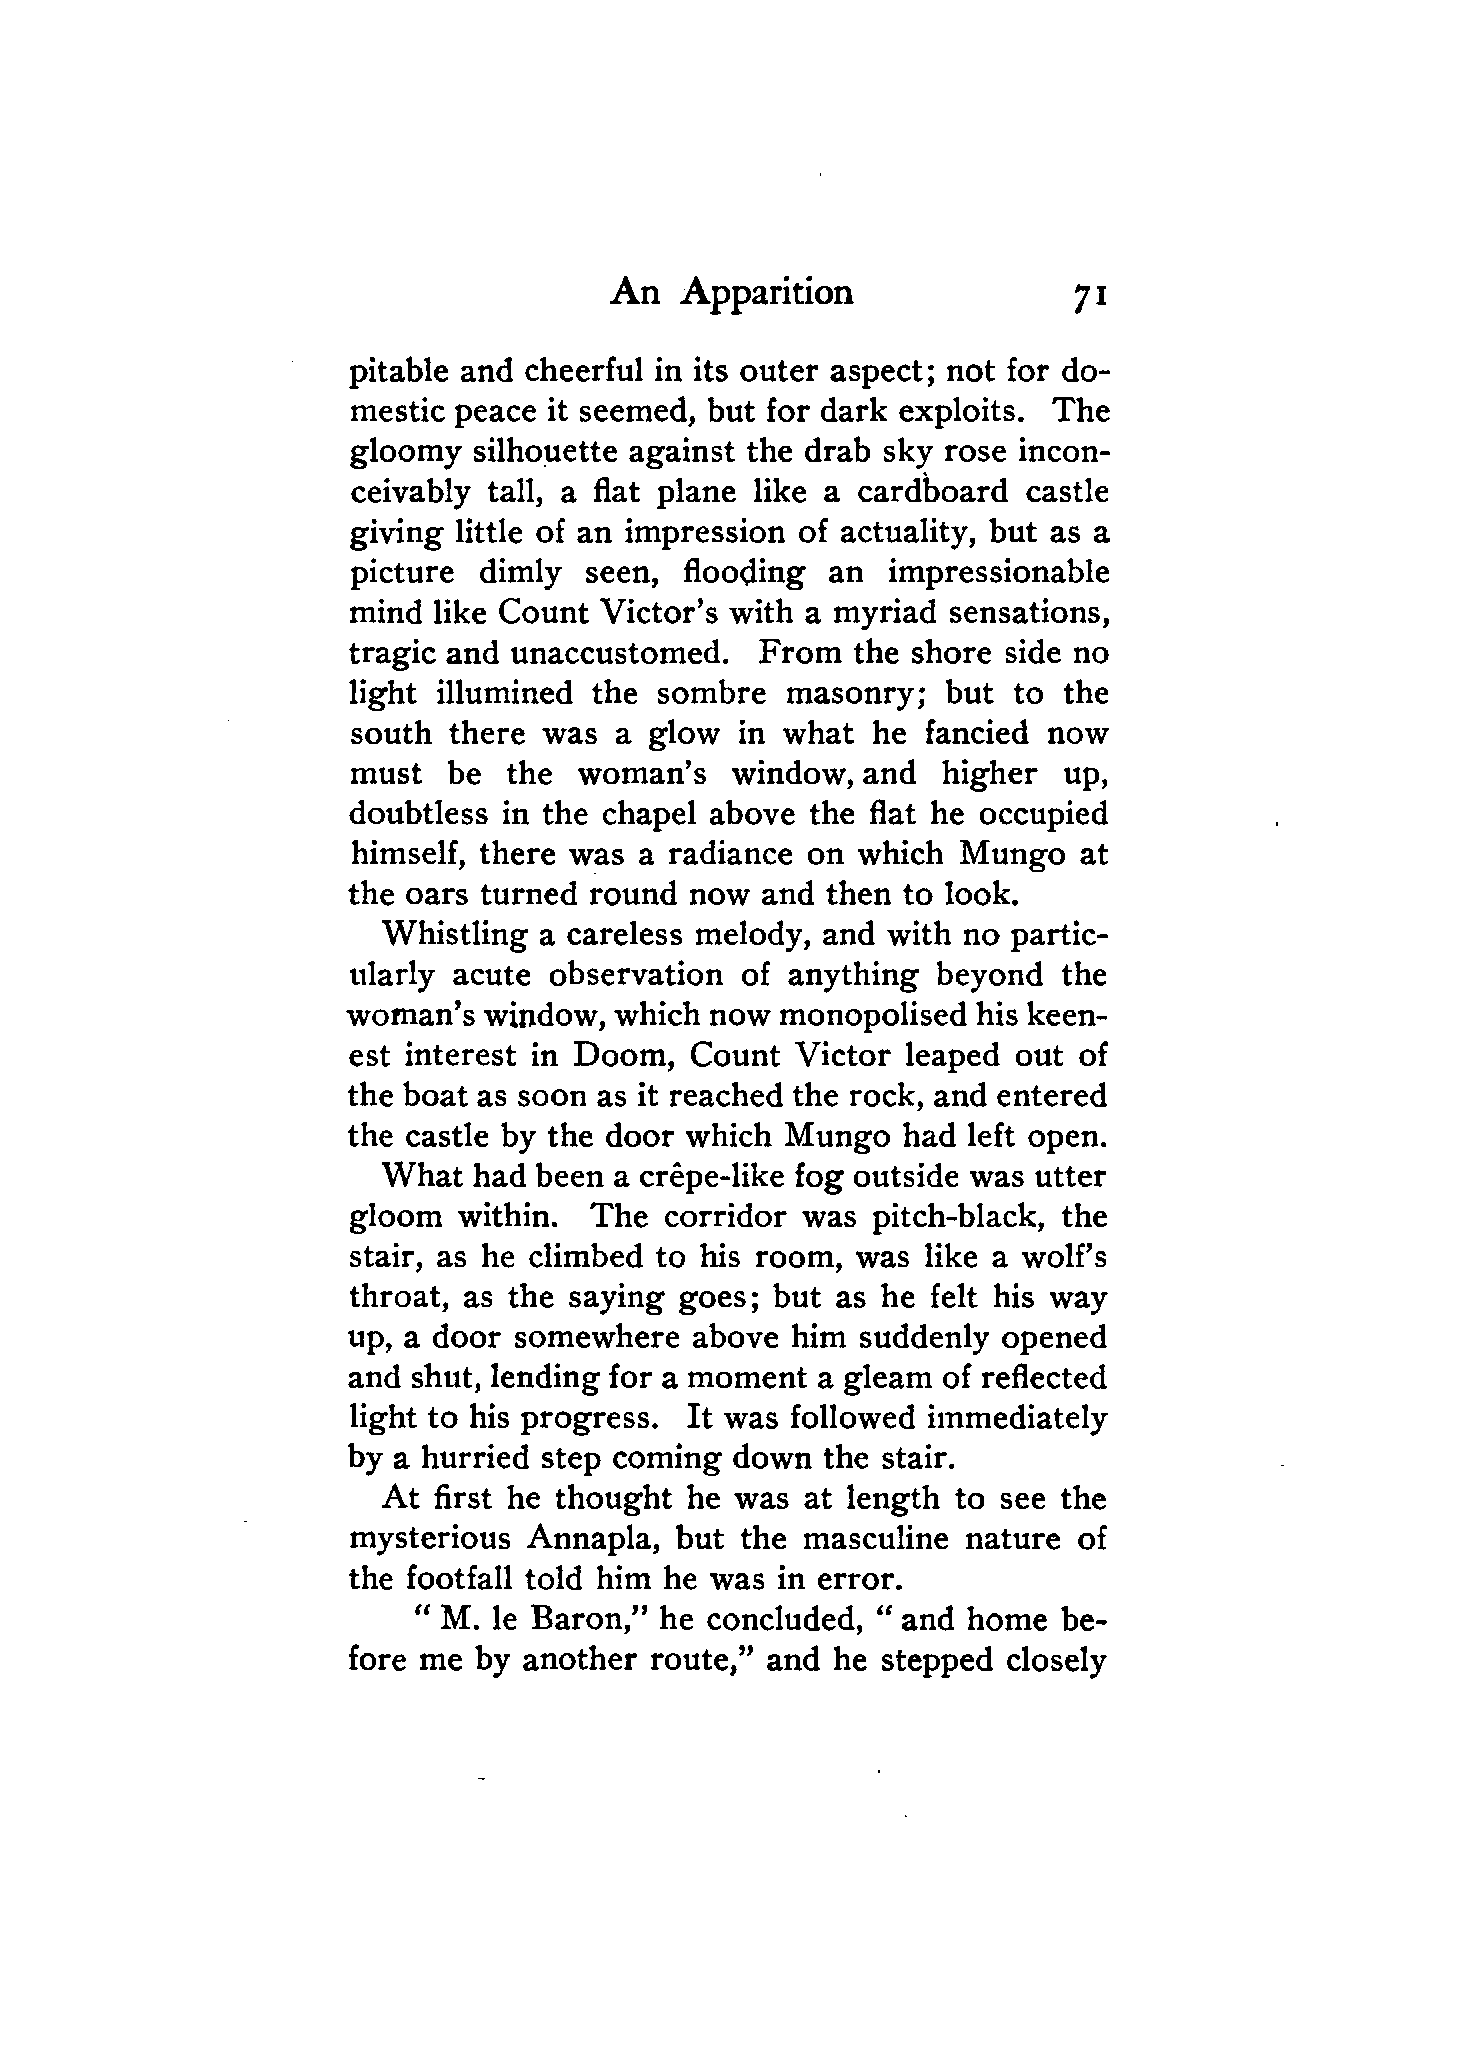 An Apparition 71
pitable and cheerful in its outer aspect; not for do-
mestic peace it seemed, but for dark exploits. The
gloomy silhouette against the drab sky rose incon-
ceivably tall, a flat plane like a cardboard castle
giving little of an impression of actuality, but as a
picture dimly seen, flooding an impressionable
mind like Count Victor's with a myriad sensations,
tragic and unaccustomed. From the shore side no
light illumined the sombre masonry; but to the
south there was a glow in what he fancied now
must be the woman's window, and higher up,
doubtless in the chapel above the flat he occupied
himself, there was a radiance on which Mungo at
the oars turned round now and then to look.
Whistling a careless melody, and with no partic-
ularly acute observation of anything beyond the
woman's window, which now monopolised his keen-
est interest in Doom, Count Victor leaped out of
the boat as soon as it reached the rock, and entered
the castle by the door which Mungo had left open.
What had been a crêpe-like fog outside was utter
gloom within. The corridor was pitch-black, the
stair, as he climbed to his room, was like a wolf's
throat, as the saying goes; but as he felt his way
up, a door somewhere above him suddenly opened
and shut, lending for a moment a gleam of reflected
light to his progress. It was followed immediately
by a hurried step coming down the stair.
At first he thought he was at length to see the
mysterious Annapla, but the masculine nature of
the footfall told him he was in error.
"M. le Baron," he concluded, "and home be-
fore me by another route," and he stepped closely